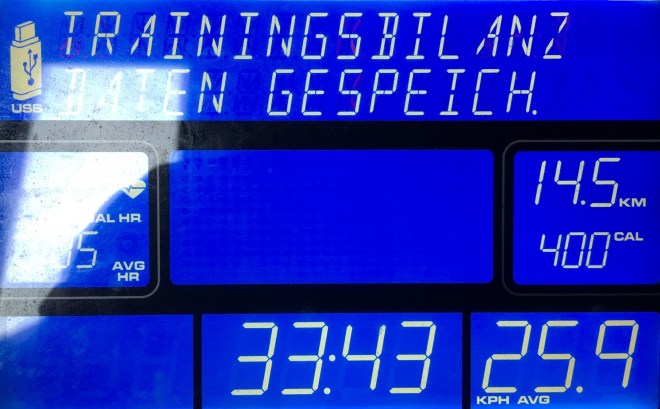 TRAININGSBILANZ
DATEN GESPEICH.
USB
14.5 KM
AL HR
400 CAL
AVG
HR
33:43
25.9
KPH AVG